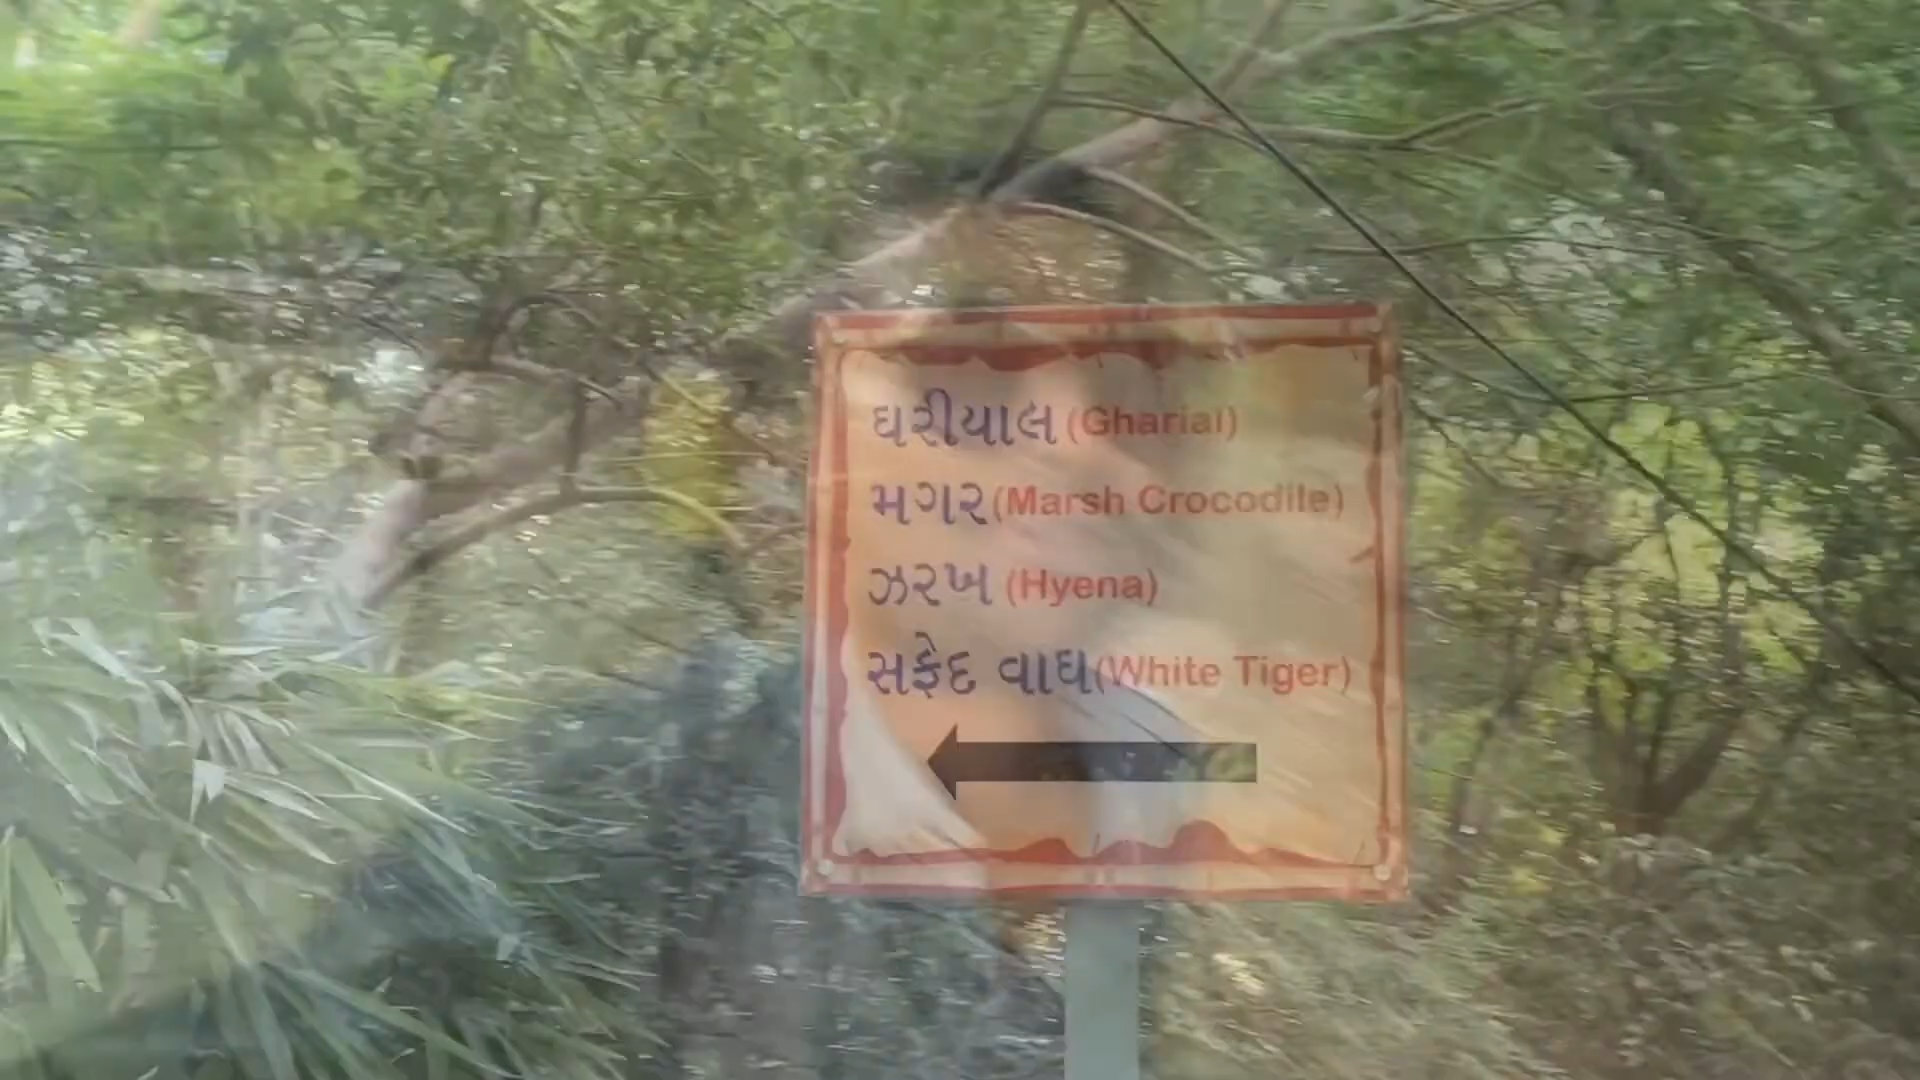 ઘરીયાલ (Gharial)
મગર (Marsh Crocodile)
ઝરખ (Hyena)
સફેદ વાઘ (White Tiger)